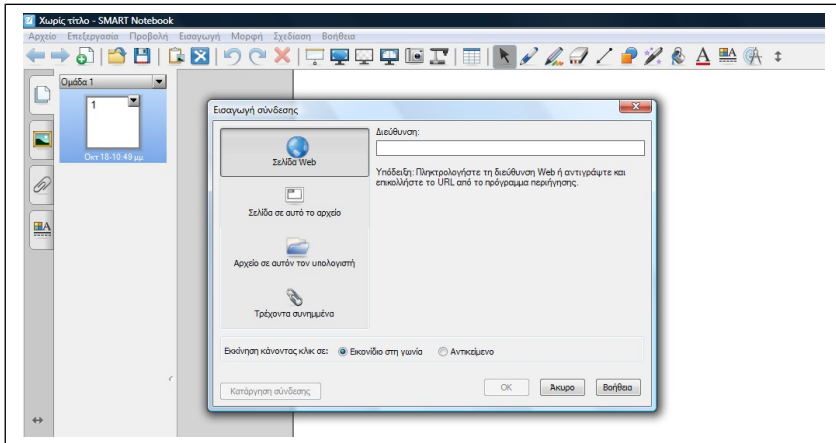 Χωρίς τίτλο - SMART Notebook
Αρχείο Επεξεργασία Προβολή Εισαγωγή Μορφή Σχεδίαση Βοήθεια
Ομάδα 1
1
Οκτ 18-10:49 μμ
Εισαγωγή σύνδεσης
Σελίδα Web
Σελίδα σε αυτό το αρχείο
Αρχείο σε αυτόν τον υπολογιστή
Τρέχοντα συνημμένα
Διεύθυνση:
Υπόδειξη: Πληκτρολογήστε τη διεύθυνση Web ή αντιγράψτε και
επικολλήστε το URL από το πρόγραμμα περιήγησης.
Εκκίνηση κάνοντας κλικ σε: Εικονίδιο στη γωνία Αντικείμενο
Κατάργηση σύνδεσης OK Άκυρο Βοήθεια